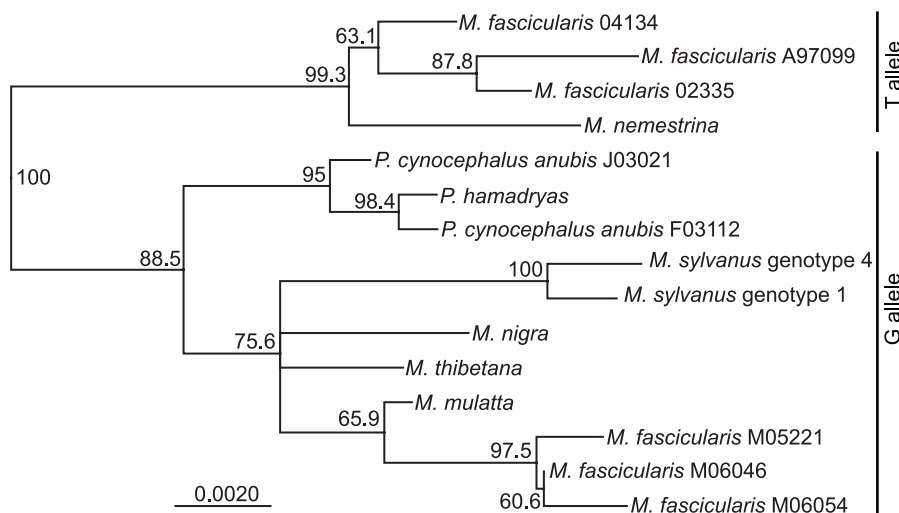 M. fascicularis 04134
63.1
M. fascicularis A97099
87.8
99.3
M. fascicularis 02335
M. nemestrina
T allele
100
P. cynocephalus anubis J03021
95
P. hamadryas
98.4
P. cynocephalus anubis F03112
88.5
M. sylvanus genotype 4
100
M. sylvanus genotype 1
M. nigra
75.6
M. thibetana
M. mulatta
65.9
M. fascicularis M05221
97.5
M. fascicularis M06046
60.6
M. fascicularis M06054
G allele
0.0020